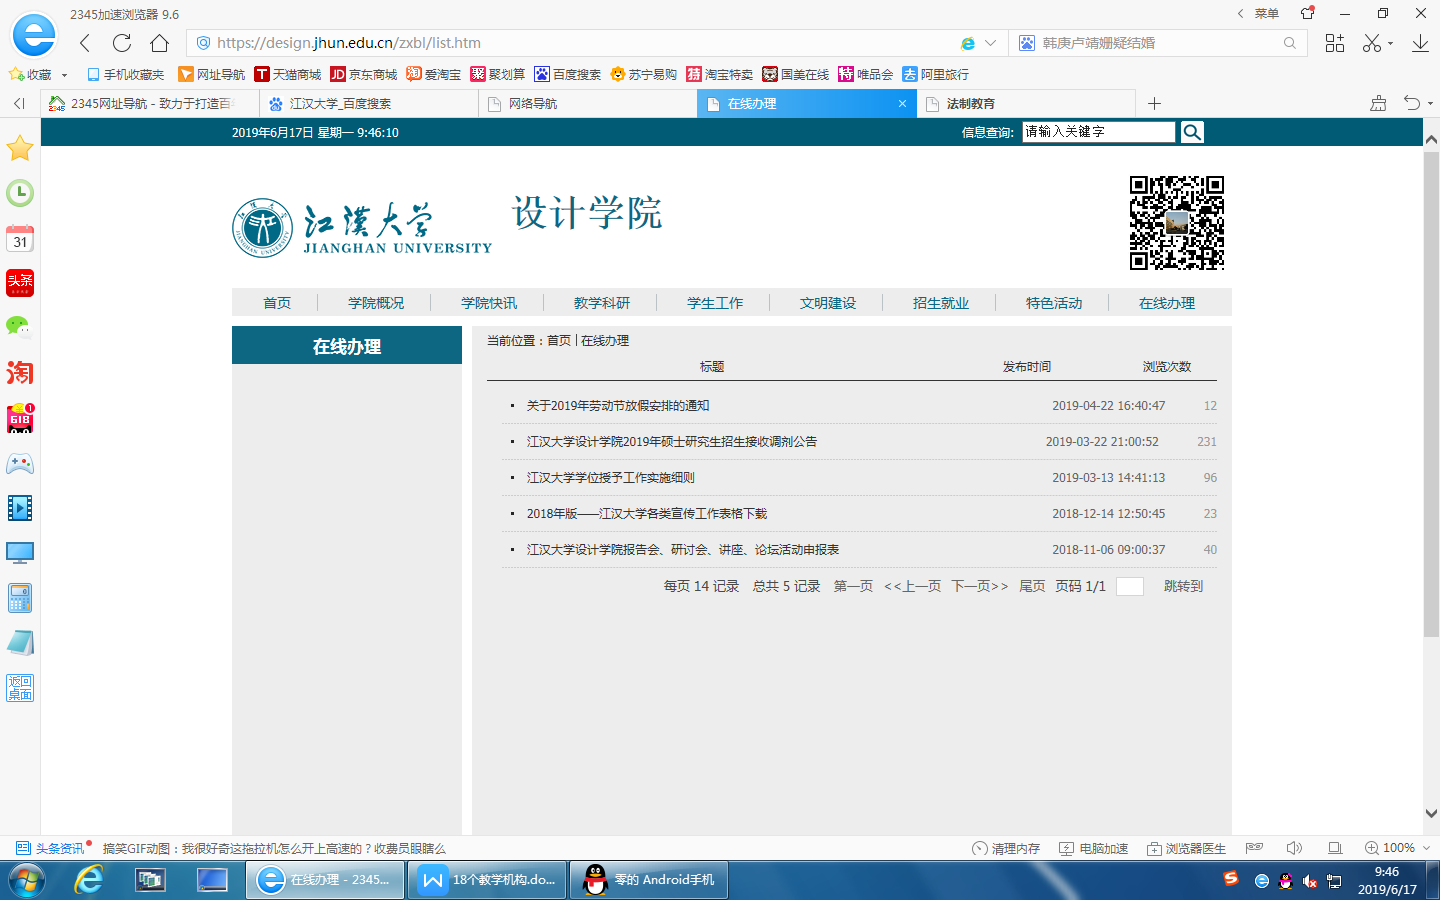 2345加速浏览器 9.6
菜单
https://design.jhun.edu.cn/zxbl/list.htm
韩庚卢靖姗疑结婚
收藏 手机收藏夹 网址导航 天猫商城 京东商城 爱淘宝 聚划算 百度搜索 苏宁易购 淘宝特卖 国美在线 唯品会 阿里旅行
2345网址导航 - 致力于打造百
江汉大学_百度搜索
网络导航
在线办理
法制教育
2019年6月17日 星期一 9:46:10
信息查询: 请输入关键字
31
头条
江漢大学
JIANGHAN UNIVERSITY
设计学院
淘
618
首页 学院概况 学院快讯 教学科研 学生工作 文明建设 招生就业 特色活动 在线办理
在线办理
当前位置：首页 | 在线办理
标题 发布时间 浏览次数
关于2019年劳动节放假安排的通知 2019-04-22 16:40:47 12
江汉大学设计学院2019年硕士研究生招生接收调剂公告 2019-03-22 21:00:52 231
江汉大学学位授予工作实施细则 2019-03-13 14:41:13 96
2018年版——江汉大学各类宣传工作表格下载 2018-12-14 12:50:45 23
江汉大学设计学院报告会、研讨会、讲座、论坛活动申报表 2018-11-06 09:00:37 40
每页 14 记录 总共 5 记录 第一页 <<上一页 下一页>> 尾页 页码 1/1 跳转到
返回
桌面
头条资讯 搞笑GIF动图：我很好奇这拖拉机怎么开上高速的？收费员眼瞎么
清理内存 电脑加速 浏览器医生 100%
在线办理 - 2345...
18个教学机构.do...
零的 Android手机
9:46
2019/6/17